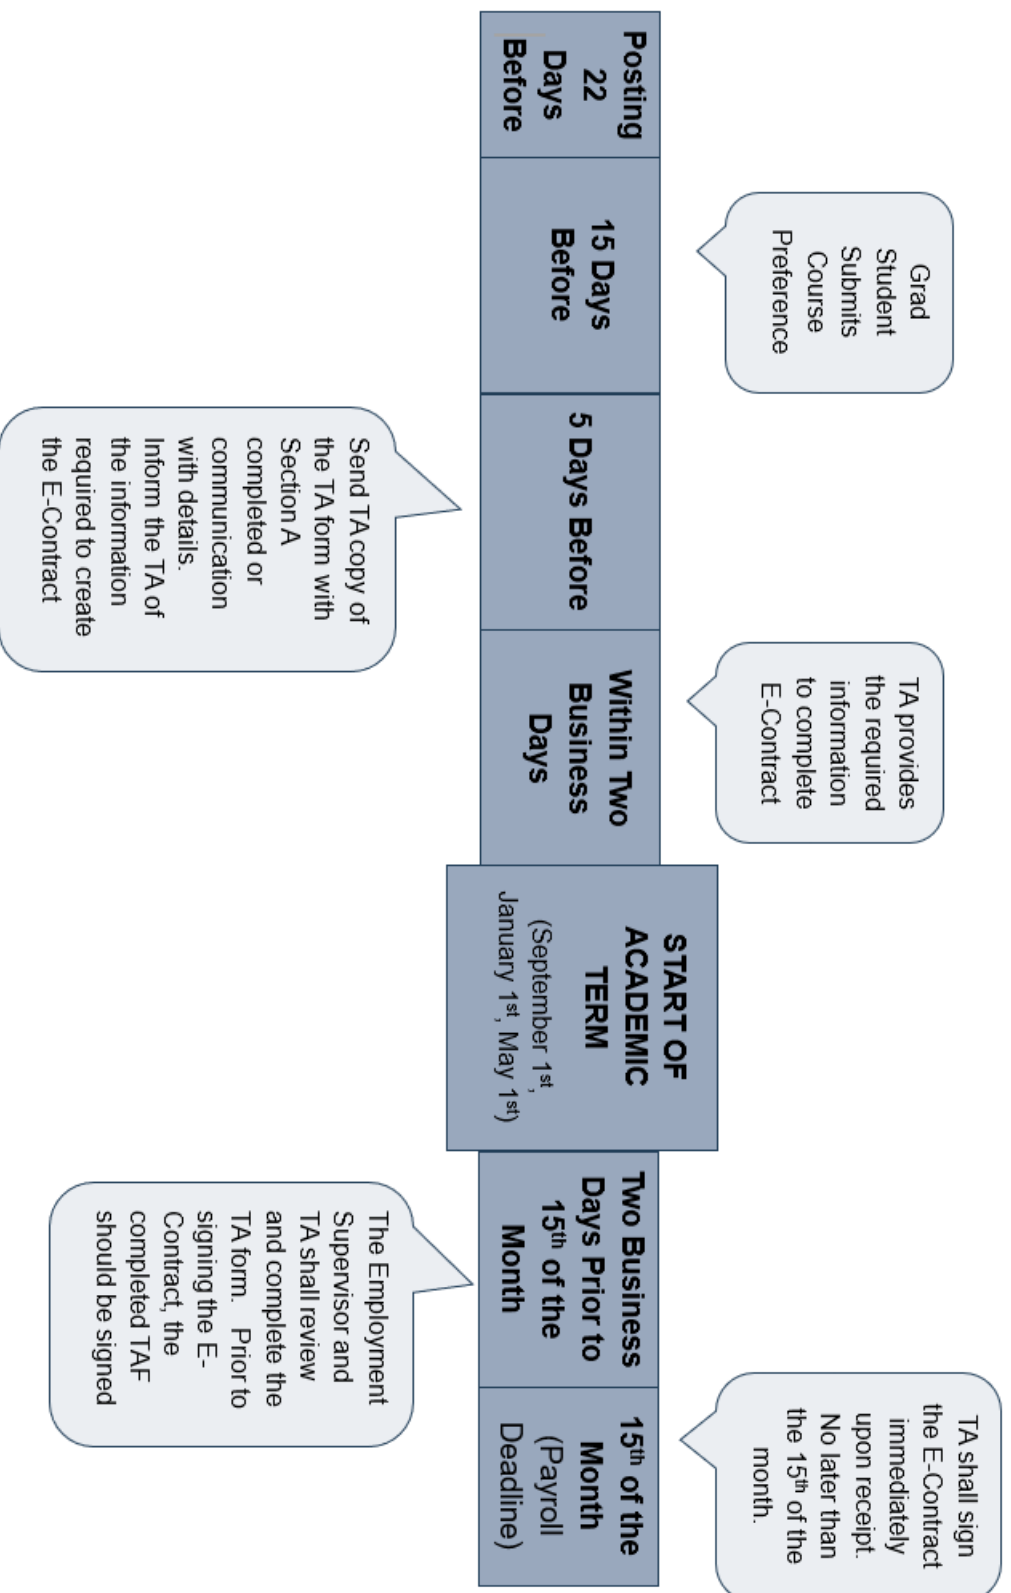 Posting
22
Days
Before
15 Days
Before
5 Days Before
Within Two
Business
Days
START OF
ACADEMIC
TERM
(September 1st,
January 1st, May 1st)
Two Business
Days Prior to
15th of the
Month
15th of the
Month
(Payroll
Deadline)
Grad
Student
Submits
Course
Preference
TA provides
the required
information
to complete
E-Contract
TA shall sign
the E-Contract
immediately
upon receipt.
No later than
the 15th of the
month.
Send TA copy of
the TA form with
Section A
completed or
communication
with details.
Inform the TA of
the information
required to create
the E-Contract
The Employment
Supervisor and
TA shall review
and complete the
TA form. Prior to
signing the E-
Contract, the
completed TAF
should be signed